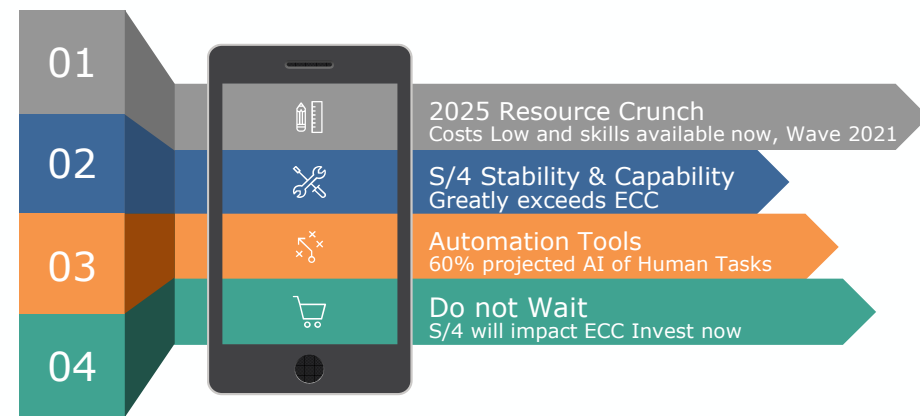 01
2025 Resource Crunch
Costs Low and skills available now, Wave 2021
02
S/4 Stability & Capability
Greatly exceeds ECC
03
Automation Tools
60% projected AI of Human Tasks
04
Do not Wait
S/4 will impact ECC Invest now